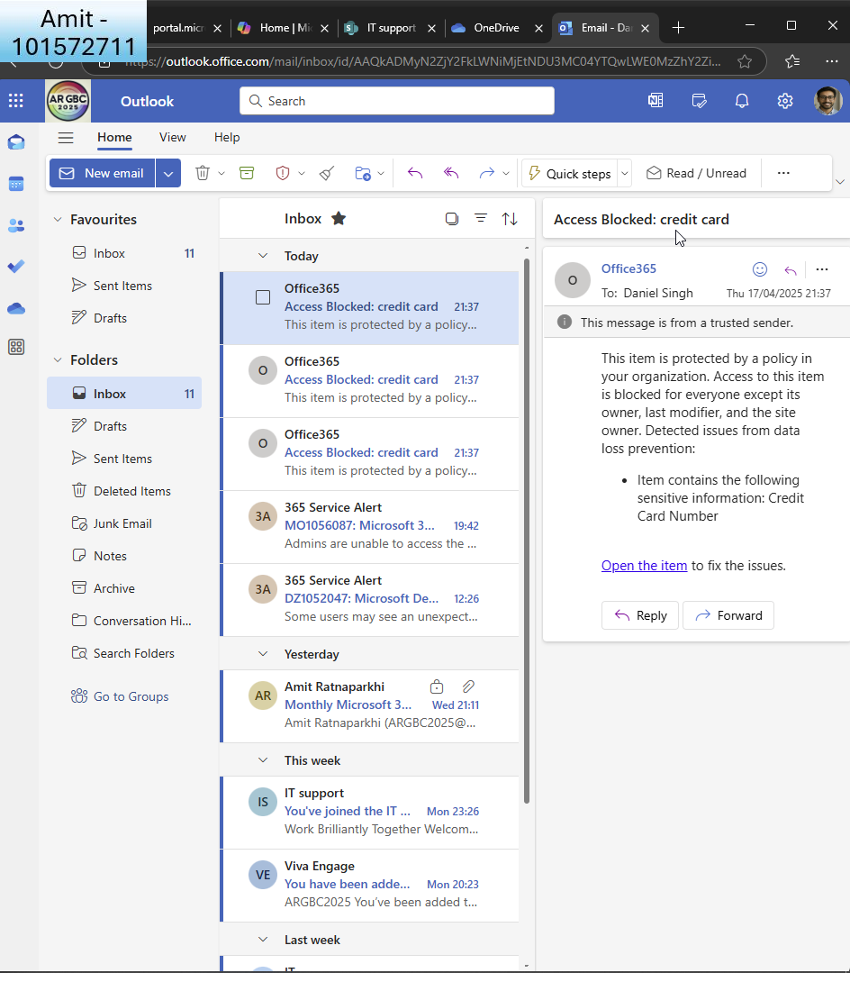 Amit -
101572711
portal.micr
Home | Mi
IT support
OneDrive
Email - Da
https://outlook.office.com/mail/inbox/id/AAQkADMyN2ZjY2FkLWNiMjEtNDU3MC04YTQwLWE0MzZhY2Zi...
AR GBC
2025
Outlook
Search
Home
View
Help
New email
Quick steps
Read / Unread
Favourites
Inbox 11
Sent Items
Drafts
Folders
Inbox 11
Drafts
Sent Items
Deleted Items
Junk Email
Notes
Archive
Conversation Hi...
Search Folders
Go to Groups
Inbox
Today
Office365
Access Blocked: credit card 21:37
This item is protected by a policy...
O
Office365
Access Blocked: credit card 21:37
This item is protected by a policy...
O
Office365
Access Blocked: credit card 21:37
This item is protected by a policy...
3A
365 Service Alert
MO1056087: Microsoft 3... 19:42
Admins are unable to access the ...
3A
365 Service Alert
DZ1052047: Microsoft De... 12:26
Some users may see an unexpect...
Yesterday
AR
Amit Ratnaparkhi
Monthly Microsoft 3... Wed 21:11
Amit Ratnaparkhi (ARGBC2025@...
This week
IS
IT support
You've joined the IT ... Mon 23:26
Work Brilliantly Together Welcom...
VE
Viva Engage
You have been adde... Mon 20:23
ARGBC2025 You've been added t...
Last week
IT
Access Blocked: credit card
O
Office365
To: Daniel Singh
Thu 17/04/2025 21:37
This message is from a trusted sender.
This item is protected by a policy in
your organization. Access to this item
is blocked for everyone except its
owner, last modifier, and the site
owner. Detected issues from data
loss prevention:
• Item contains the following
sensitive information: Credit
Card Number
Open the item to fix the issues.
Reply
Forward